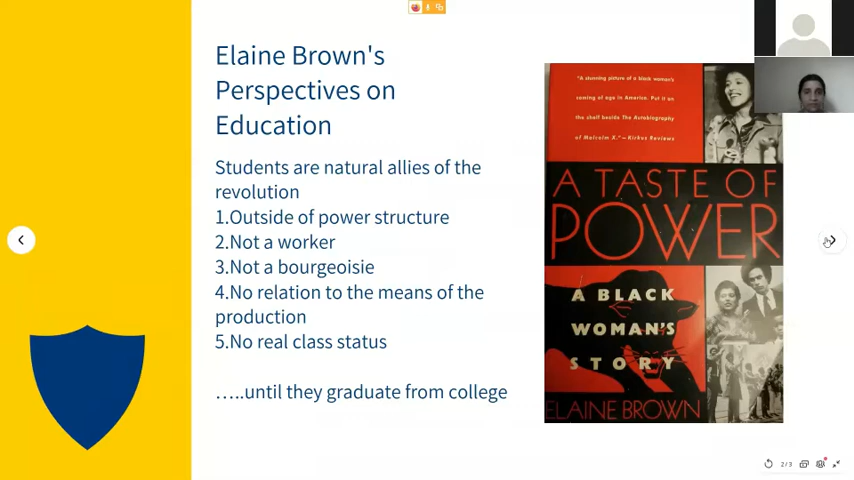 Elaine Brown's
Perspectives on
Education
Students are natural allies of the
revolution
1.Outside of power structure
2.Not a worker
3.Not a bourgeoisie
4.No relation to the means of the
production
5.No real class status
…..until they graduate from college
"A stunning picture of a black woman's
coming of age in America. Put it on
the shelf beside The Autobiography
of Malcolm X." – Kirkus Reviews
A TASTE OF
POWER
A BLACK
WOMAN'S
STORY
ELAINE BROWN
2/3